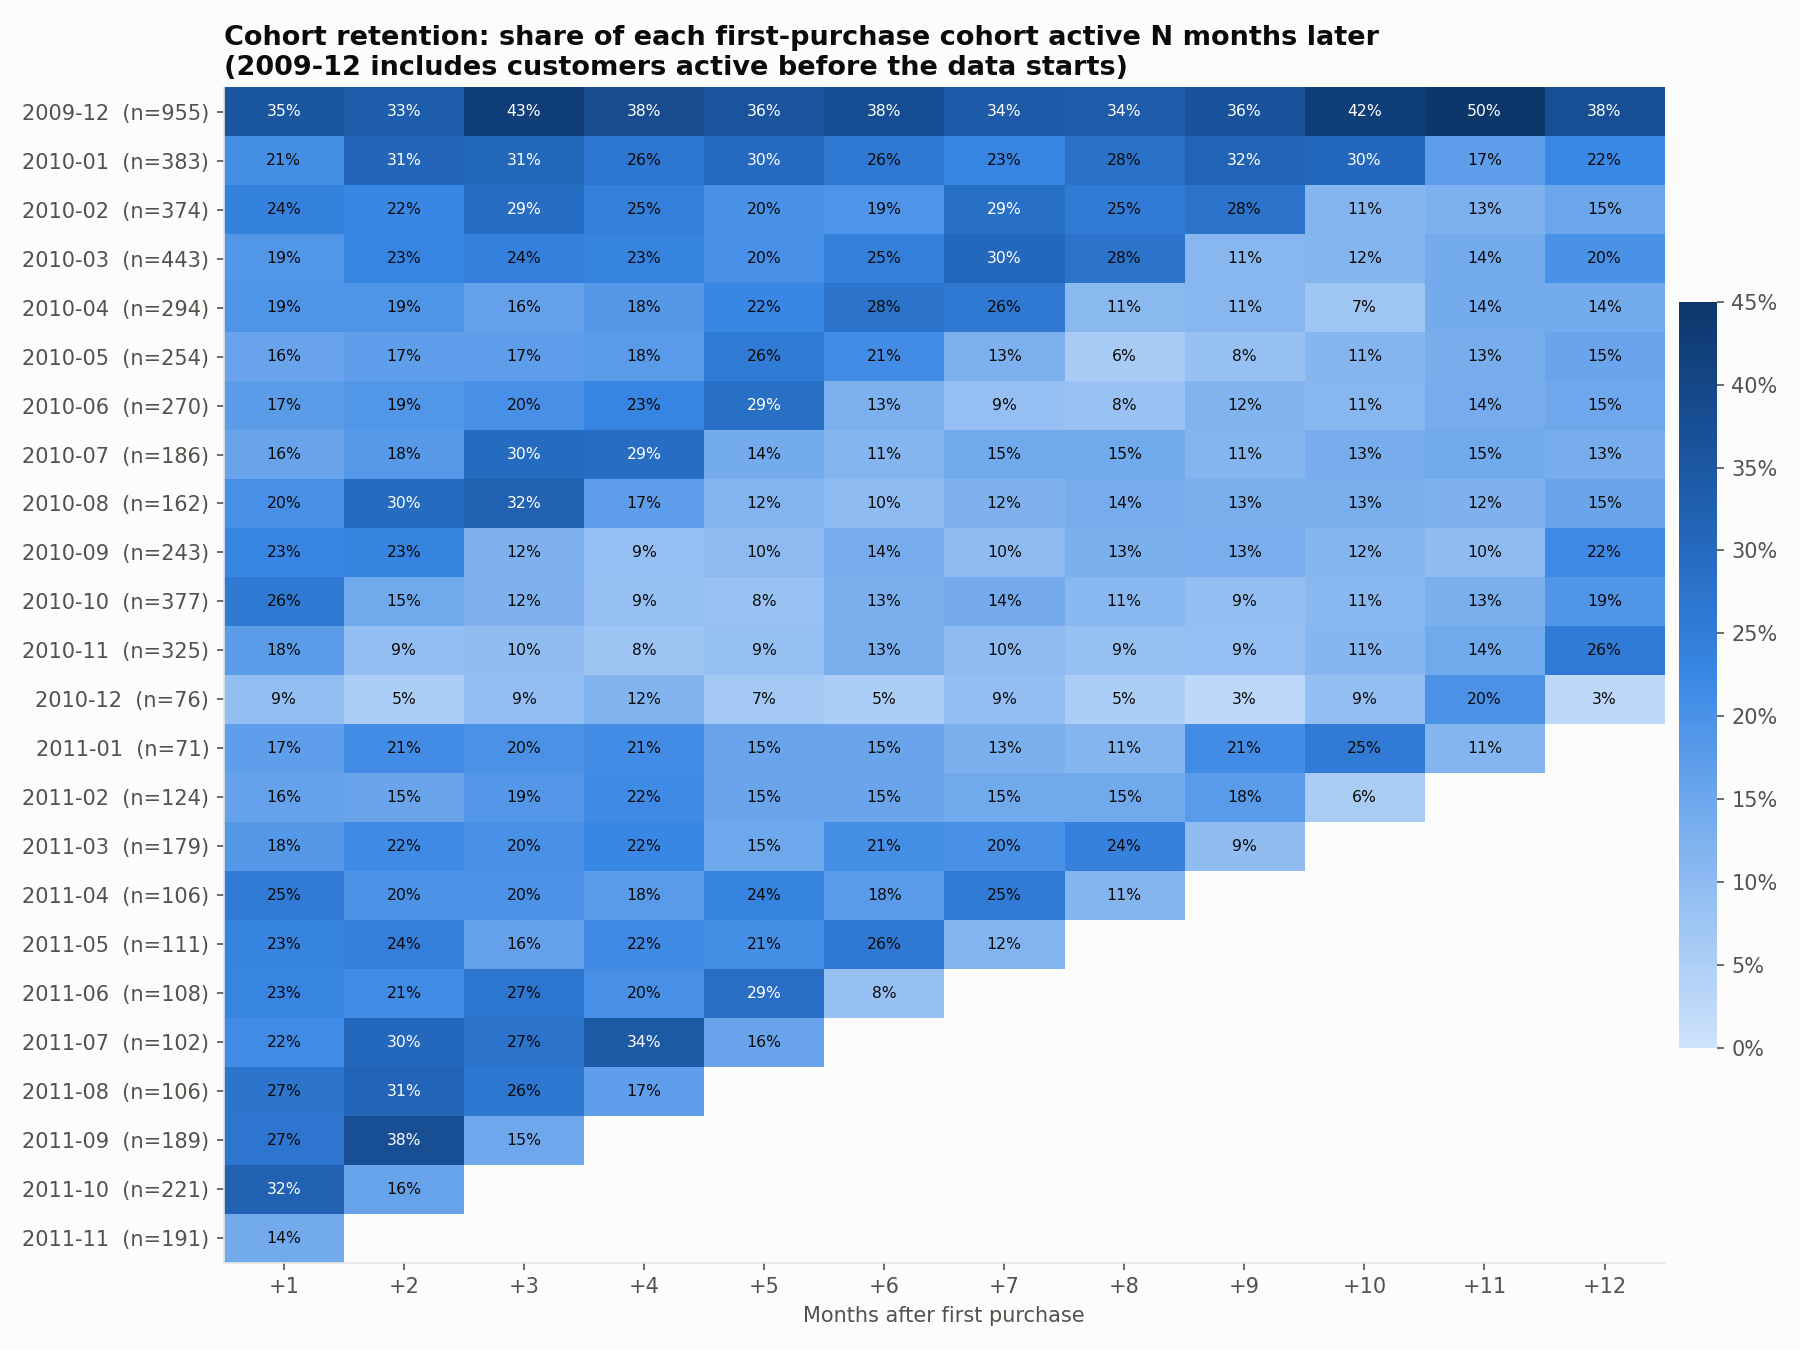 Cohort retention: share of each first-purchase cohort active N months later
(2009-12 includes customers active before the data starts)
2009-12 (n=955) 35% 33% 43% 38% 36% 38% 34% 34% 36% 42% 50% 38%
2010-01 (n=383) 21% 31% 31% 26% 30% 26% 23% 28% 32% 30% 17% 22%
2010-02 (n=374) 24% 22% 29% 25% 20% 19% 29% 25% 28% 11% 13% 15%
2010-03 (n=443) 19% 23% 24% 23% 20% 25% 30% 28% 11% 12% 14% 20%
2010-04 (n=294) 19% 19% 16% 18% 22% 28% 26% 11% 11% 7% 14% 14%
45%
2010-05 (n=254) 16% 17% 17% 18% 26% 21% 13% 6% 8% 11% 13% 15%
40%
2010-06 (n=270) 17% 19% 20% 23% 29% 13% 9% 8% 12% 11% 14% 15%
2010-07 (n=186) 16% 18% 30% 29% 14% 11% 15% 15% 11% 13% 15% 13%
35%
2010-08 (n=162) 20% 30% 32% 17% 12% 10% 12% 14% 13% 13% 12% 15%
2010-09 (n=243) 23% 23% 12% 9% 10% 14% 10% 13% 13% 12% 10% 22%
30%
2010-10 (n=377) 26% 15% 12% 9% 8% 13% 14% 11% 9% 11% 13% 19%
25%
2010-11 (n=325) 18% 9% 10% 8% 9% 13% 10% 9% 9% 11% 14% 26%
2010-12 (n=76) 9% 5% 9% 12% 7% 5% 9% 5% 3% 9% 20% 3%
20%
2011-01 (n=71) 17% 21% 20% 21% 15% 15% 13% 11% 21% 25% 11%
2011-02 (n=124) 16% 15% 19% 22% 15% 15% 15% 15% 18% 6%
15%
2011-03 (n=179) 18% 22% 20% 22% 15% 21% 20% 24% 9%
10%
2011-04 (n=106) 25% 20% 20% 18% 24% 18% 25% 11%
2011-05 (n=111) 23% 24% 16% 22% 21% 26% 12%
5%
2011-06 (n=108) 23% 21% 27% 20% 29% 8%
2011-07 (n=102) 22% 30% 27% 34% 16%
0%
2011-08 (n=106) 27% 31% 26% 17%
2011-09 (n=189) 27% 38% 15%
2011-10 (n=221) 32% 16%
2011-11 (n=191) 14%
+1 +2 +3 +4 +5 +6 +7 +8 +9 +10 +11 +12
Months after first purchase